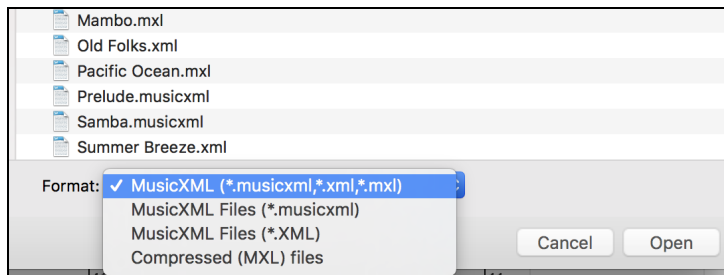 Mambo.mxl
Old Folks.xml
Pacific Ocean.mxl
Prelude.musicxml
Samba.musicxml
Summer Breeze.xml
Format: ✓ MusicXML (*.musicxml,*.xml,*.mxl)
MusicXML Files (*.musicxml)
MusicXML Files (*.XML)
Compressed (MXL) files
Cancel Open